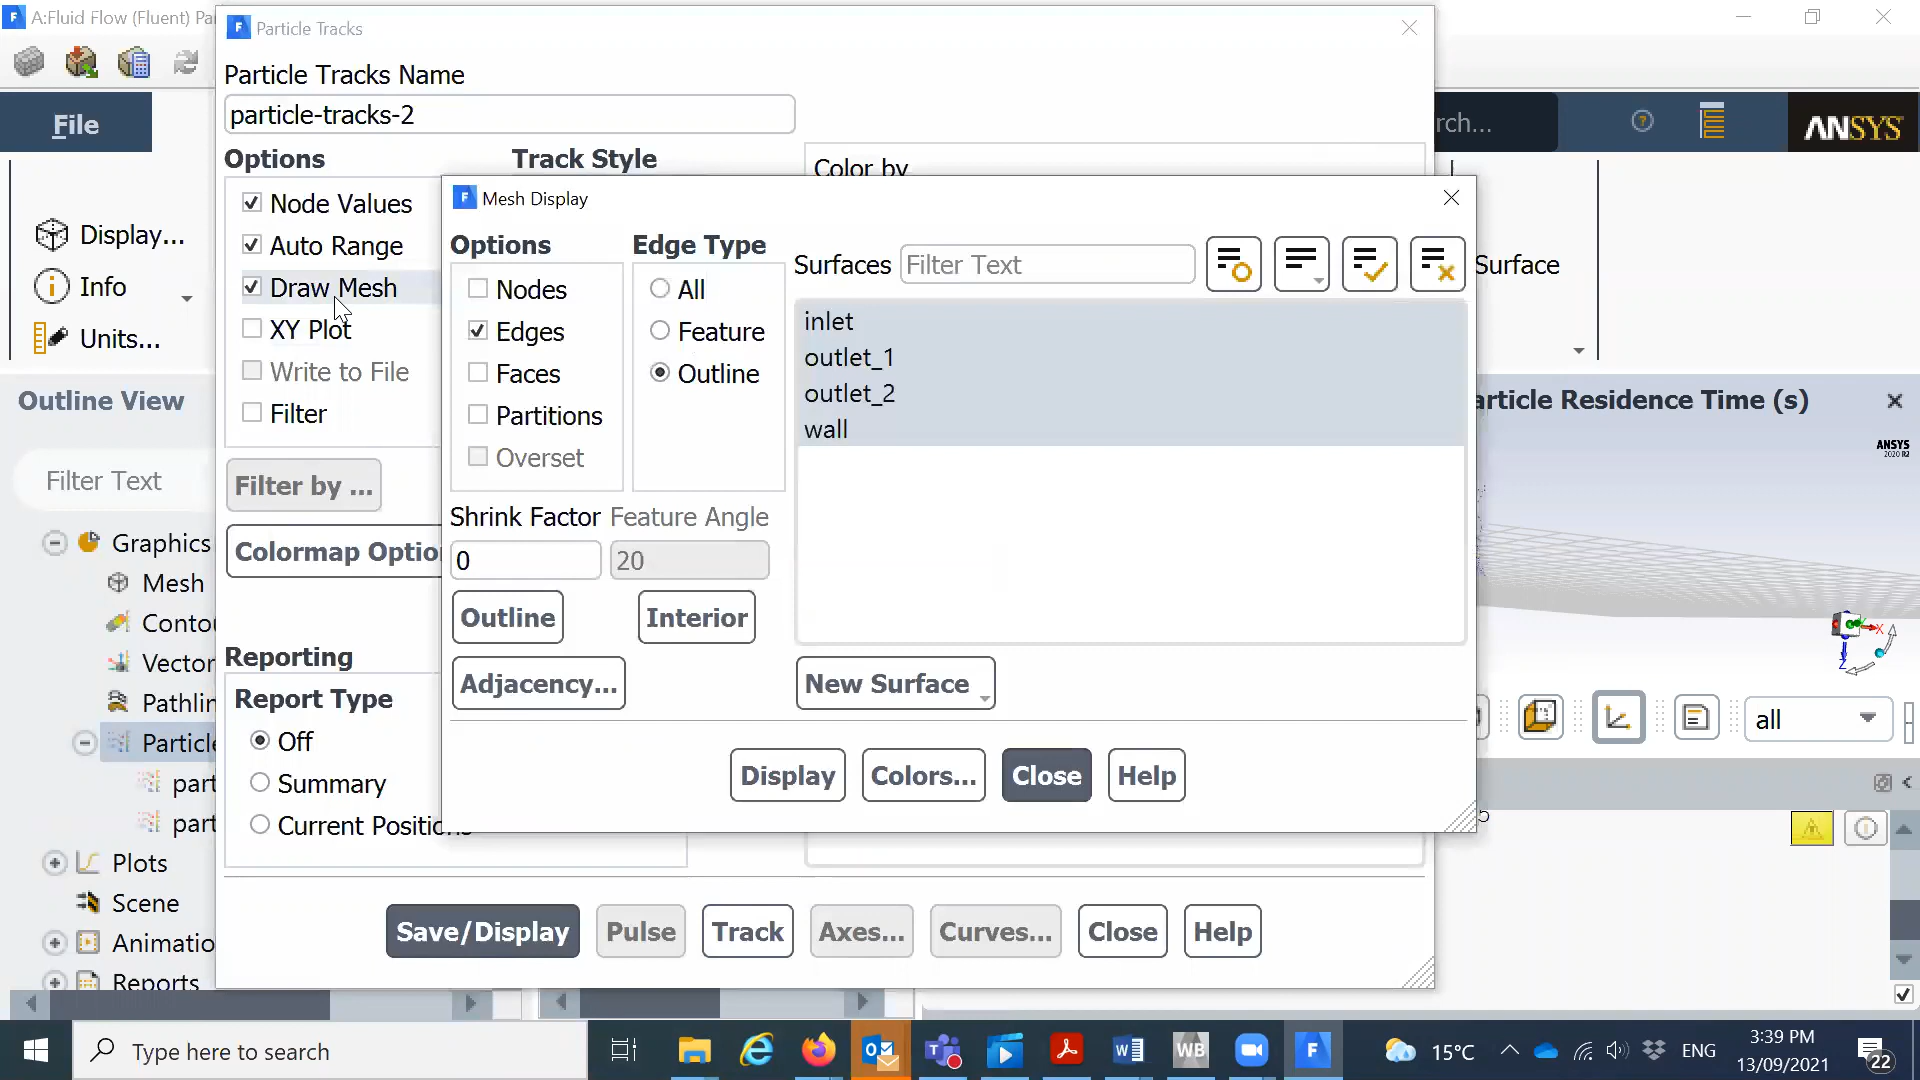 A:Fluid Flow (Fluent) Pa
Particle Tracks
Particle Tracks Name
particle-tracks-2
File
rch...
ANSYS
Options
Track Style
Color by
Node Values
Auto Range
Draw Mesh
XY Plot
Write to File
Filter
Filter by ...
Colormap Optio
Reporting
Report Type
Off
Summary
Current Positions
Save/Display
Pulse
Track
Axes...
Curves...
Close
Help
Mesh Display
Options
Nodes
Edges
Faces
Partitions
Overset
Edge Type
All
Feature
Outline
Shrink Factor
Feature Angle
0
20
Outline
Interior
Adjacency...
Surfaces
Filter Text
inlet
outlet_1
outlet_2
wall
New Surface
Display
Colors...
Close
Help
Display...
Info
Units...
Surface
Outline View
Filter Text
Graphics
Mesh
Conto
Vector
Pathlin
Particle
part
part
Plots
Scene
Animatio
Reports
article Residence Time (s)
ANSYS
2020 R2
X
Z
all
5
Type here to search
WB
15°C
ENG
3:39 PM
13/09/2021
22